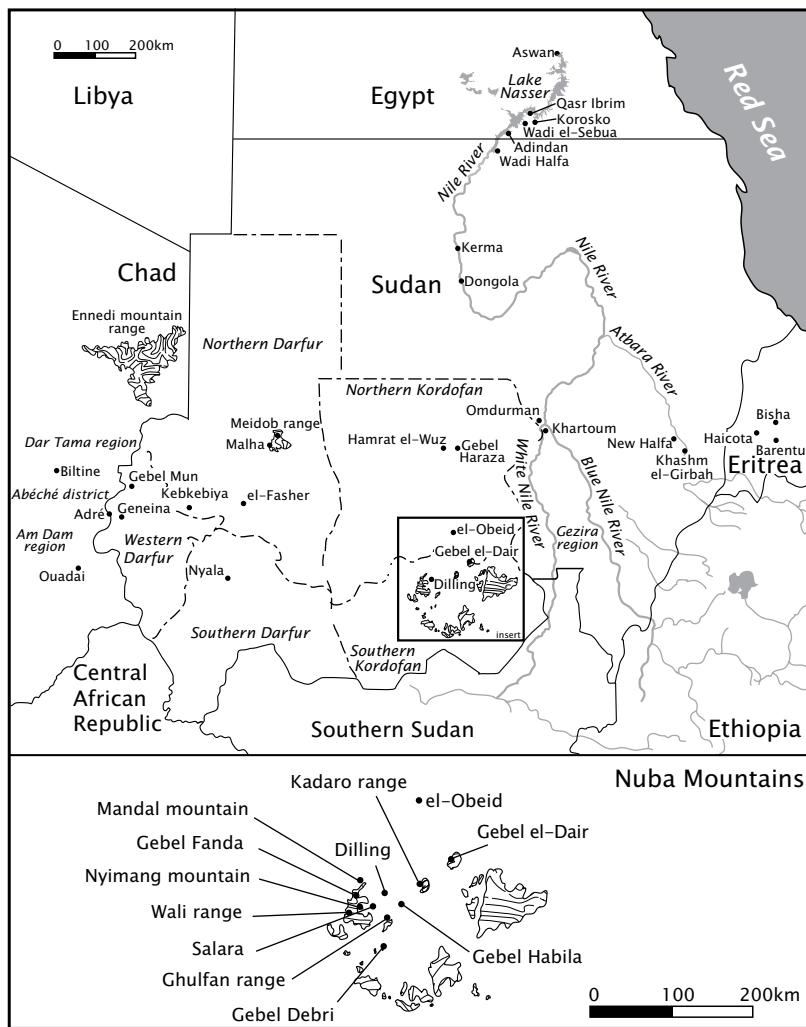 0 100 200km
Libya
Egypt
Aswan
Lake
Nasser
Qasr Ibrim
Korosko
Wadi el-Sebua
Adindan
Wadi Halfa
Nile River
Red Sea
Kerma
Dongola
Nile River
Chad
Sudan
Ennedi mountain
range
Northern Darfur
Atbara River
Northern Kordofan
Omdurman
Khartoum
Bisha
Haicota
Barentu
Eritrea
New Halfa
Khashm
el-Girbah
Meidob range
Malha
Hamrat el-Wuz
Gebel
Haraza
Dar Tama region
Biltine
Gebel Mun
Abéché district
Kebkebiya
el-Fasher
White Nile River
Blue Nile River
Adré
Geneina
Am Dam
region
Western
Darfur
el-Obeid
Gezira
region
Gebel el-Dair
Ouadai
Nyala
Dilling
insert
Southern Darfur
Southern
Kordofan
Central
African
Republic
Southern Sudan
Ethiopia
Nuba Mountains
Kadaro range
el-Obeid
Mandal mountain
Gebel el-Dair
Gebel Fanda
Dilling
Nyimang mountain
Wali range
Salara
Gebel Habila
Ghulfan range
Gebel Debri
0 100 200 km